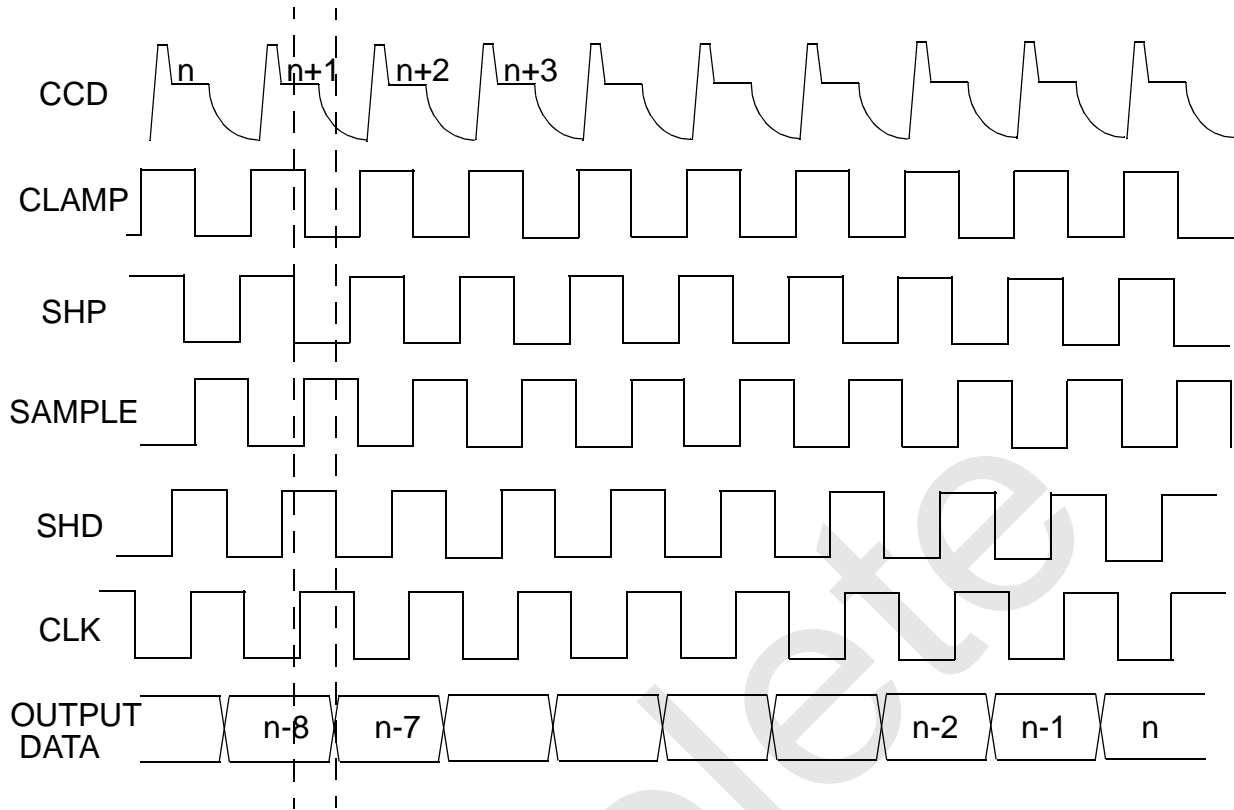 n n+1 n+2 n+3
CCD
CLAMP
SHP
SAMPLE
SHD
CLK
OUTPUT
DATA
n-8 n-7 n-2 n-1 n